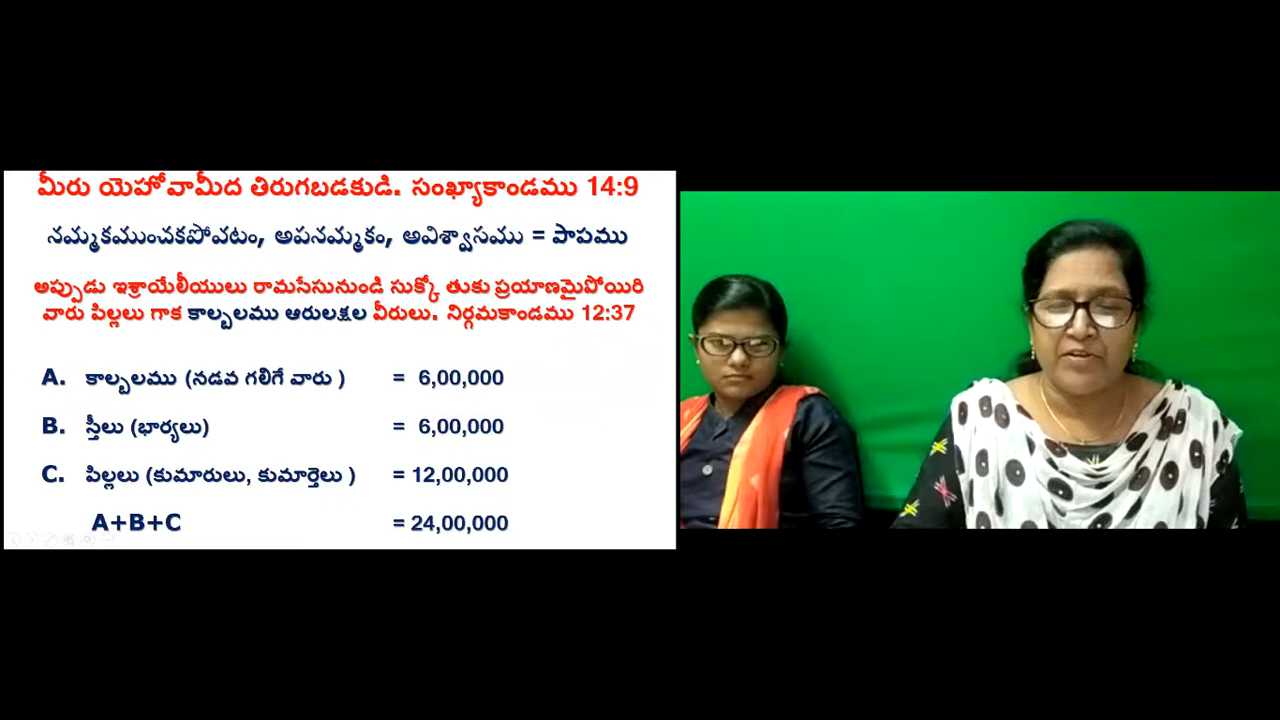 మీరు యెహోవామీద తిరుగబడకుడి. సంఖ్యాకాండము 14:9
నమ్మకముంచకపోవటం, అపనమ్మకం, అవిశ్వాసము = పాపము
అప్పుడు ఇశ్రాయేలీయులు రామసేసునుండి సుక్కో తుకు ప్రయాణమైపోయిరి
వారు పిల్లలు గాక కాల్బలము ఆరులక్షల వీరులు. నిర్గమకాండము 12:37
A. కాల్బలము (నడవ గలిగే వారు ) = 6,00,000
B. స్త్రీలు (భార్యలు) = 6,00,000
C. పిల్లలు (కుమారులు, కుమార్తెలు ) = 12,00,000
A+B+C = 24,00,000